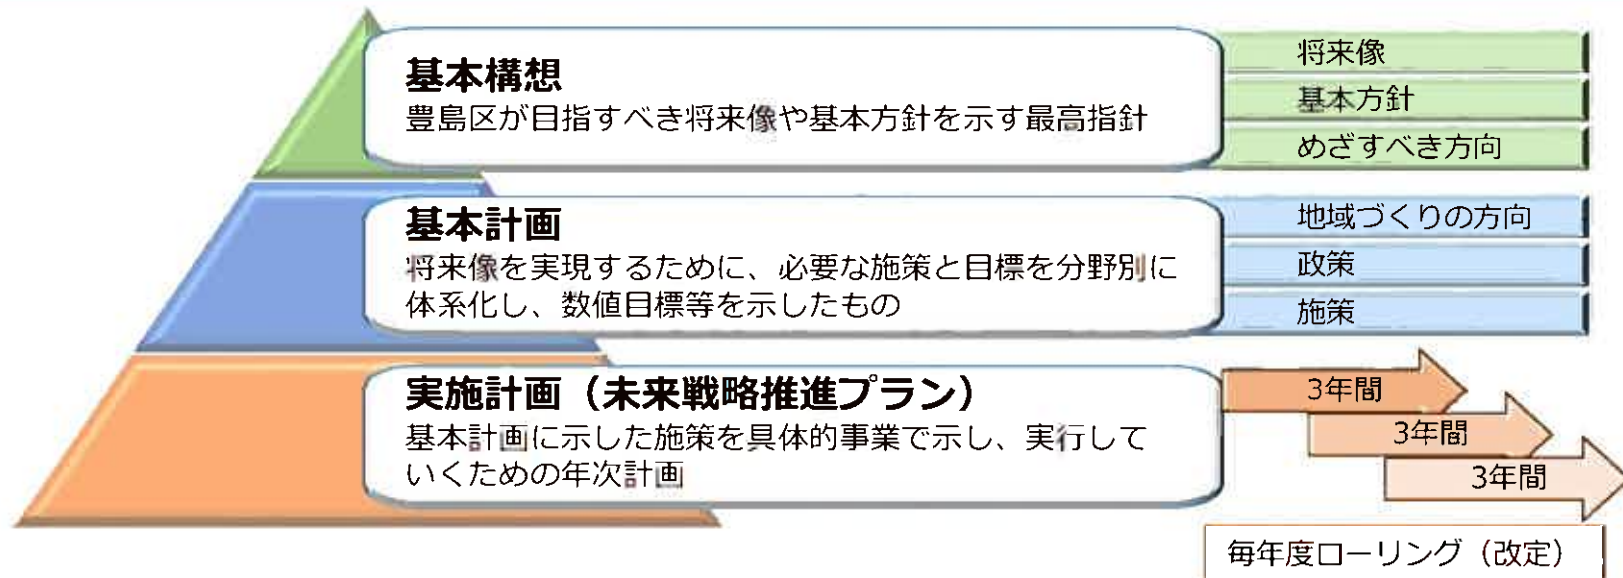 基本構想
豊島区が目指すべき将来像や基本方針を示す最高指針
将来像
基本方針
めざすべき方向
基本計画
将来像を実現するために、必要な施策と目標を分野別に
体系化し、数値目標等を示したもの
地域づくりの方向
政策
施策
実施計画（未来戦略推進プラン）
基本計画に示した施策を具体的事業で示し、実行して
いくための年次計画
3年間
3年間
3年間
毎年度ローリング（改定）